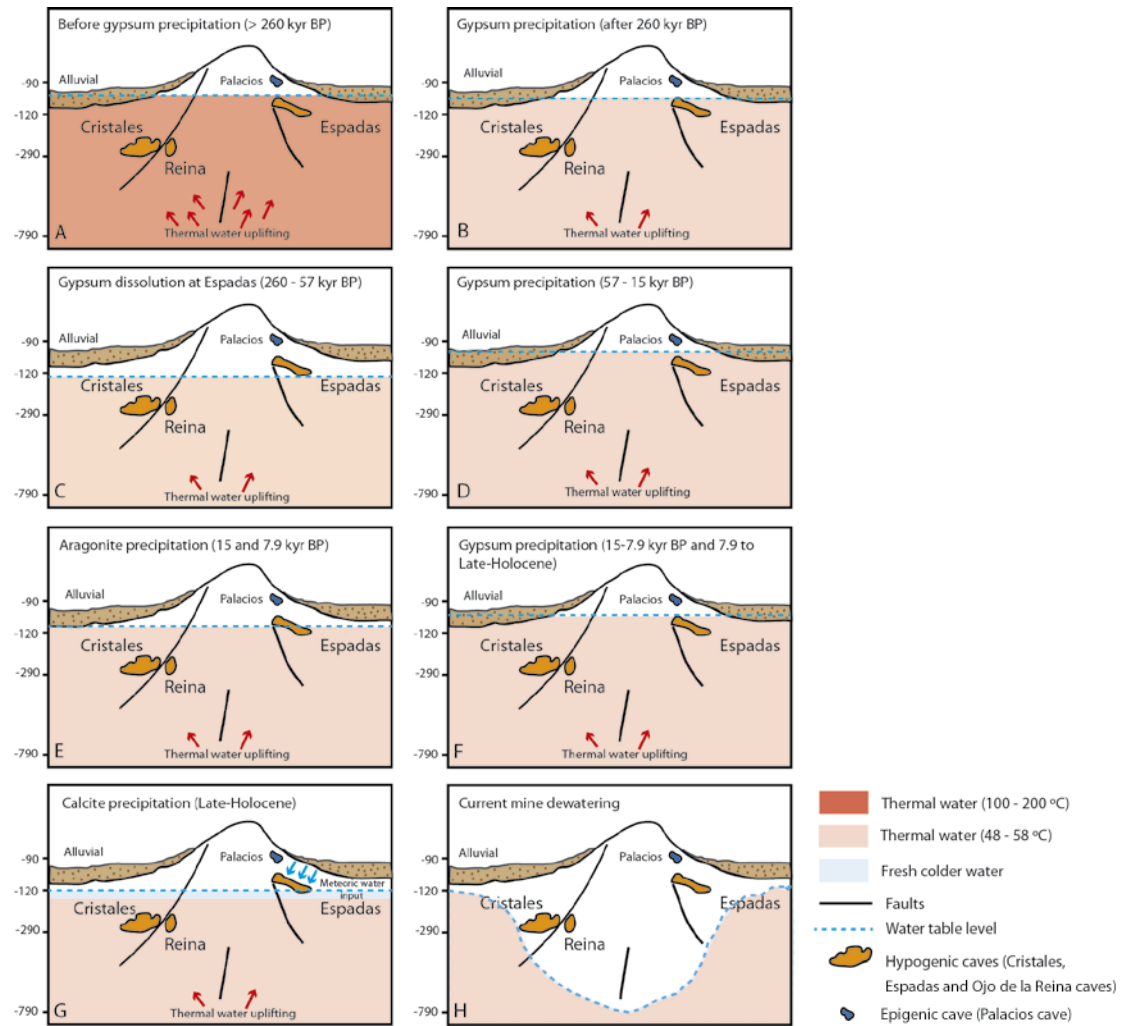 Before gypsum precipitation (> 260 kyr BP)
Alluvial
Palacios
-90
-120
Cristales
Espadas
-290
Reina
-790
A
Thermal water uplifting
Gypsum precipitation (after 260 kyr BP)
Alluvial
Palacios
-90
-120
Cristales
Espadas
-290
Reina
-790
B
Thermal water uplifting
Gypsum dissolution at Espadas (260 - 57 kyr BP)
Alluvial
Palacios
-90
-120
Cristales
Espadas
-290
Reina
-790
C
Thermal water uplifting
Gypsum precipitation (57 - 15 kyr BP)
Alluvial
Palacios
-90
-120
Cristales
Espadas
-290
Reina
-790
D
Thermal water uplifting
Aragonite precipitation (15 and 7.9 kyr BP)
Alluvial
Palacios
-90
-120
Cristales
Espadas
-290
Reina
-790
E
Thermal water uplifting
Gypsum precipitation (15-7.9 kyr BP and 7.9 to
Late-Holocene)
Alluvial
Palacios
-90
-120
Cristales
Espadas
-290
Reina
-790
F
Thermal water uplifting
Calcite precipitation (Late-Holocene)
Alluvial
Palacios
-90
Meteoric water
input
-120
Cristales
Espadas
-290
Reina
-790
G
Thermal water uplifting
Current mine dewatering
Alluvial
Palacios
-90
-120
Cristales
Espadas
-290
Reina
-790
H
Thermal water (100 - 200 ºC)
Thermal water (48 - 58 ºC)
Fresh colder water
Faults
Water table level
Hypogenic caves (Cristales,
Espadas and Ojo de la Reina caves)
Epigenic cave (Palacios cave)